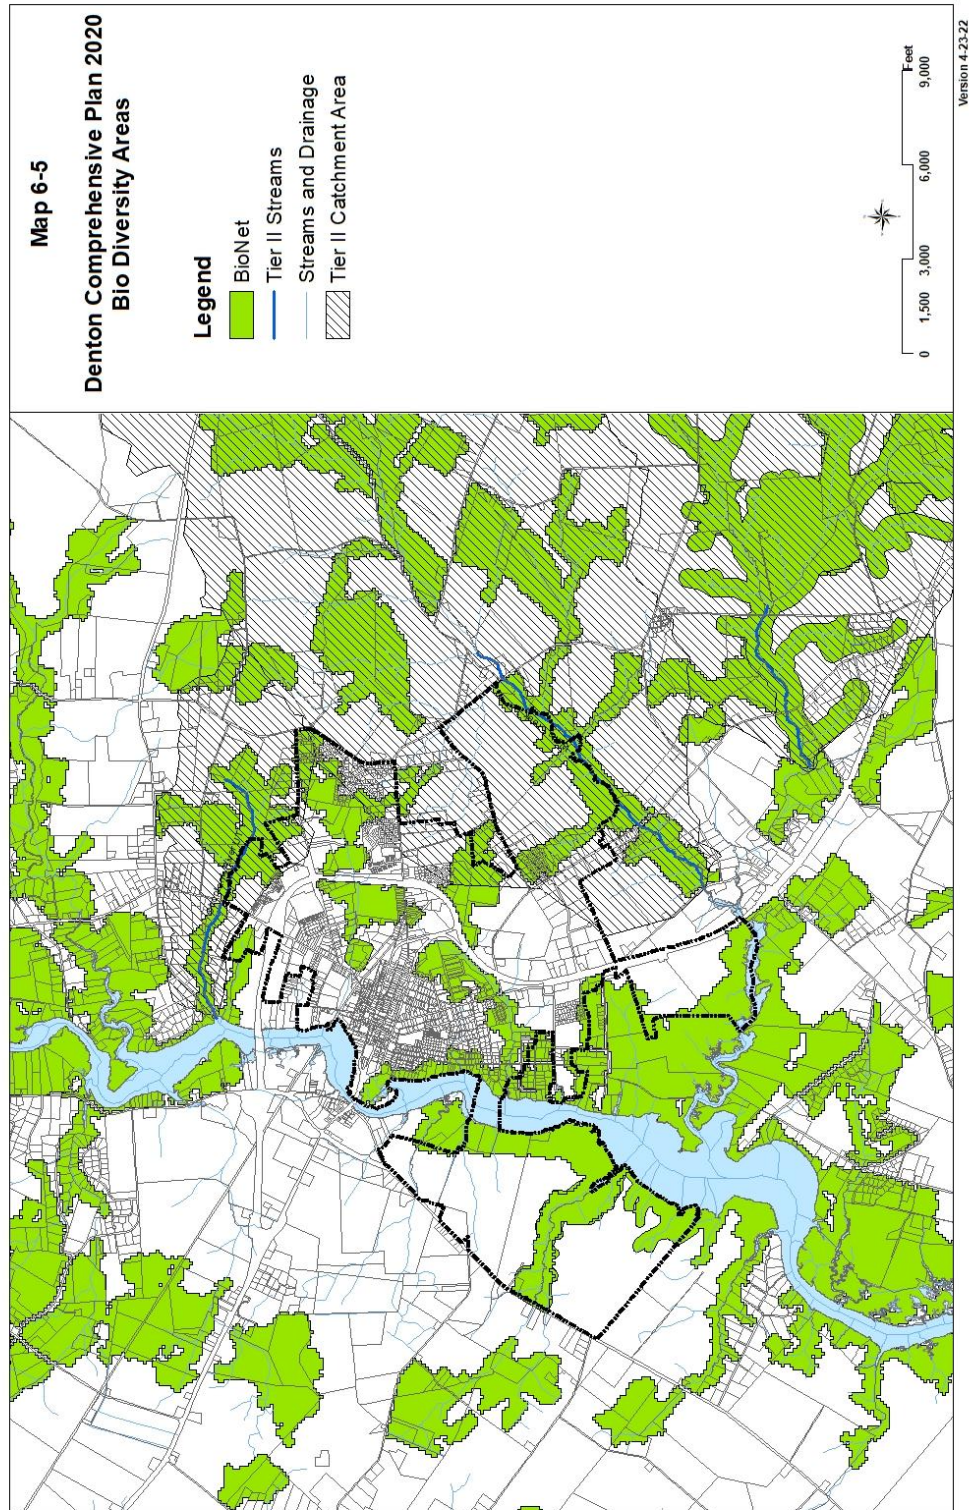 Map 6-5
Denton Comprehensive Plan 2020
Bio Diversity Areas
Legend
BioNet
Tier II Streams
Streams and Drainage
Tier II Catchment Area
Feet
0 1,500 3,000 6,000 9,000
Version 4-23-22